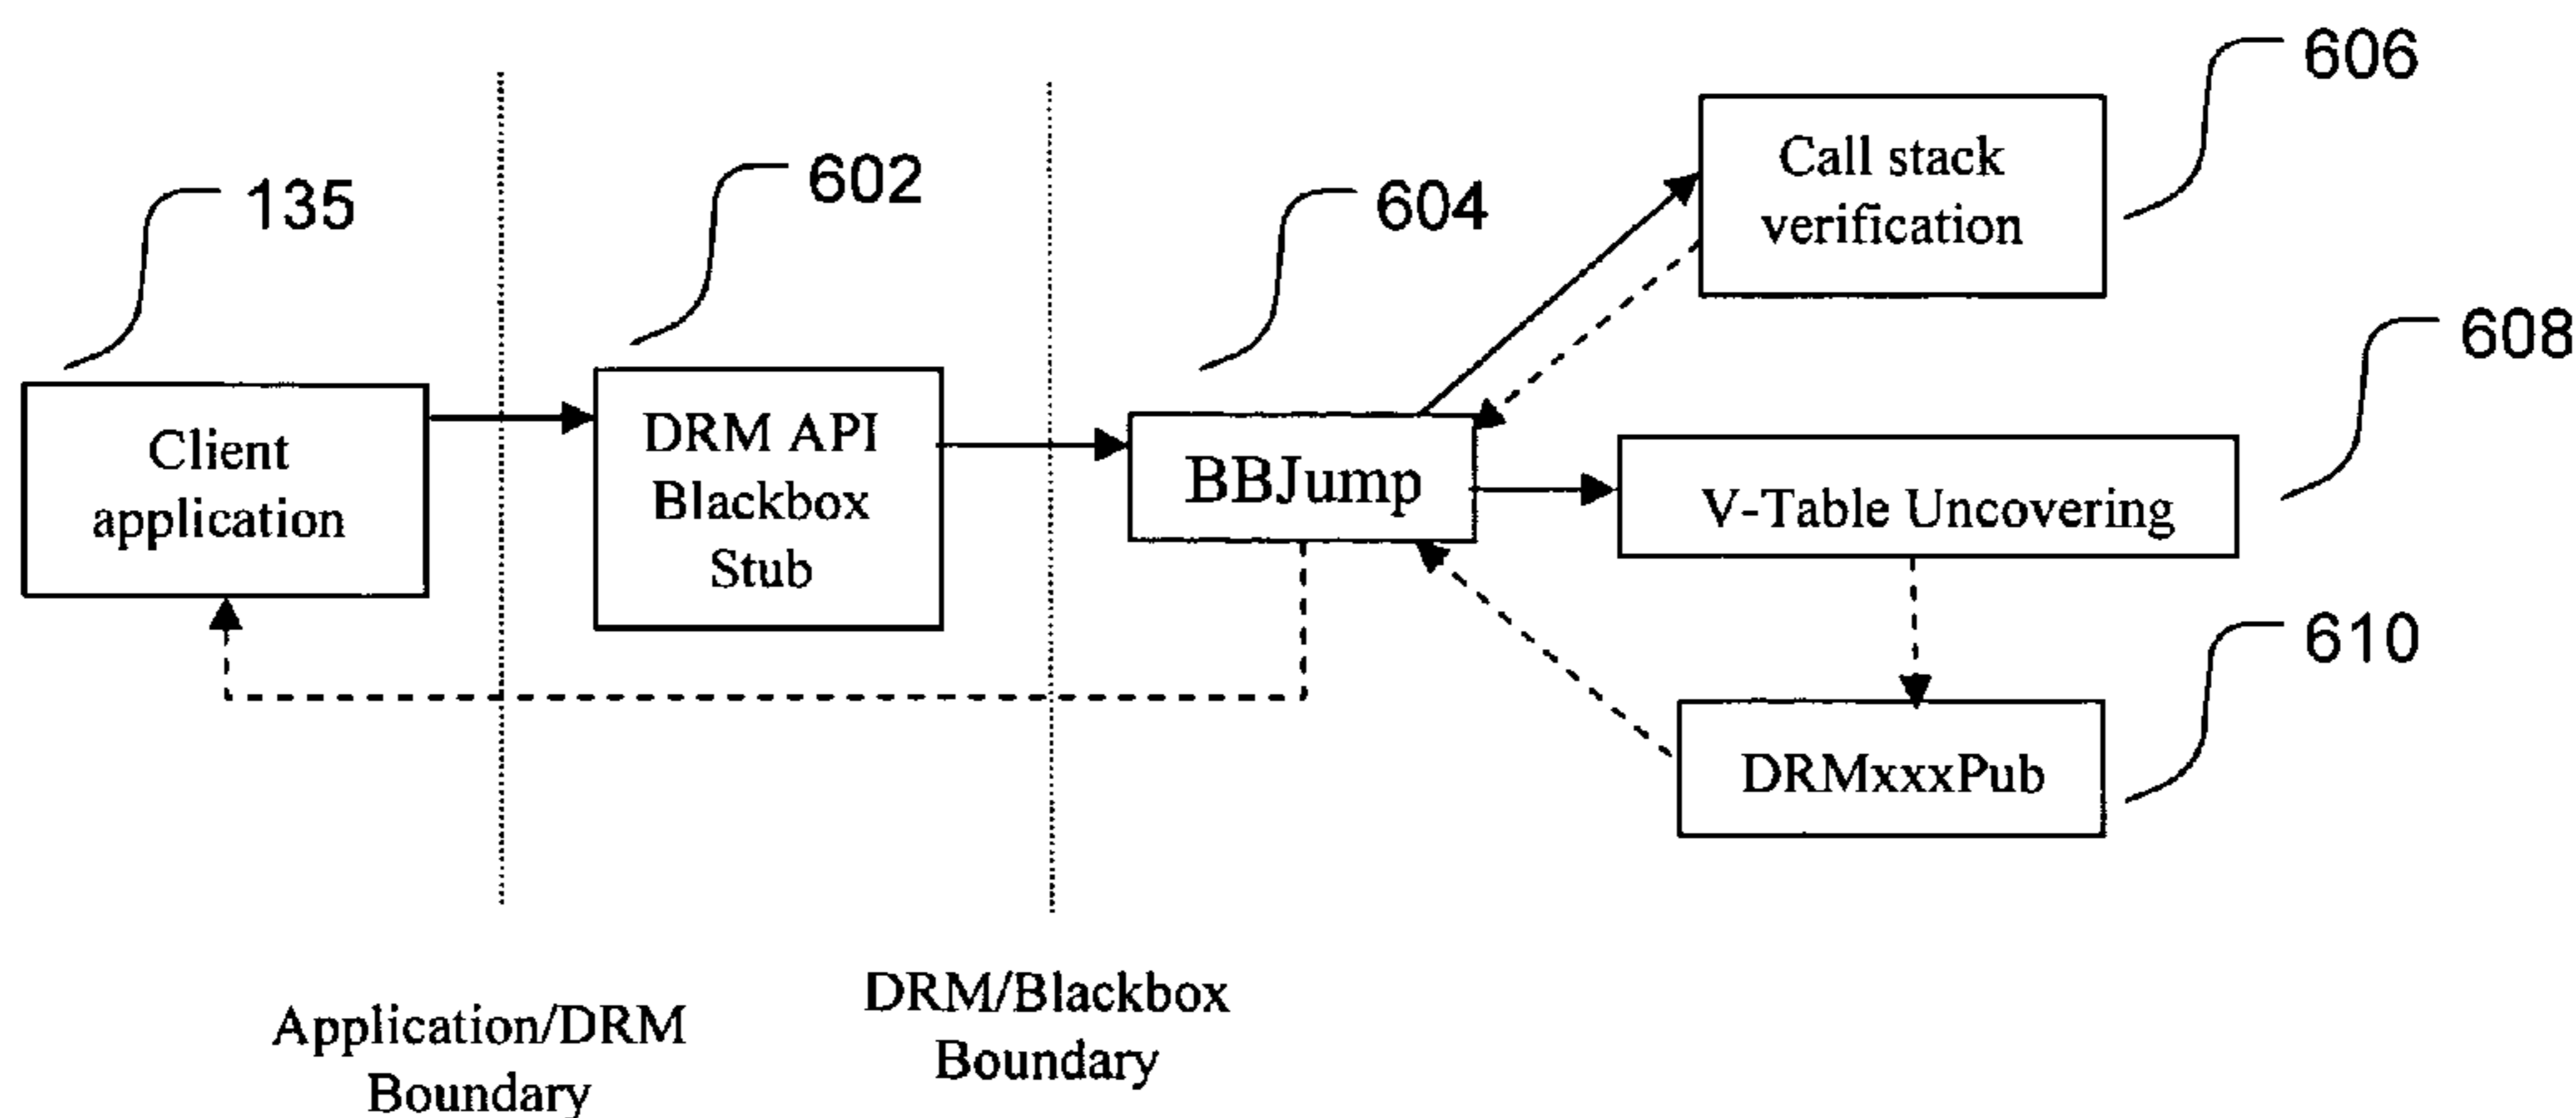 606
Call stack
verification
135
602
604
608
Client
application
DRM API
Blackbox
Stub
BBJump
V-Table Uncovering
610
DRMxxxPub
Application/DRM
Boundary
DRM/Blackbox
Boundary